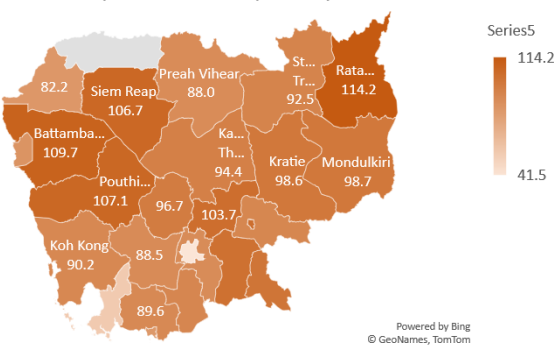 Series5
114.2
41.5
82.2
Siem Reap
106.7
Preah Vihear
88.0
St...
Tr...
92.5
Rata...
114.2
Battamba...
109.7
Ka...
Th...
94.4
Kratie
98.6
Mondulkiri
98.7
Pouthi...
107.1
96.7
103.7
Koh Kong
90.2
88.5
89.6
Powered by Bing
© GeoNames, TomTom